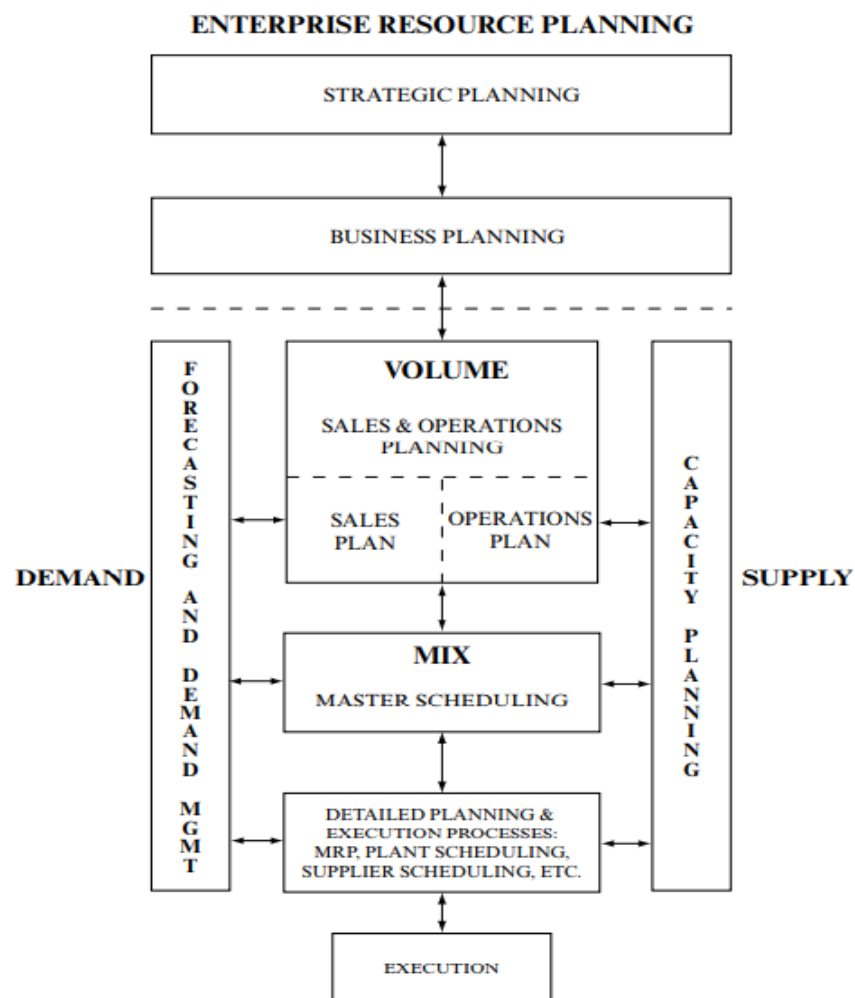 ENTERPRISE RESOURCE PLANNING
STRATEGIC PLANNING
BUSINESS PLANNING
VOLUME
SALES & OPERATIONS
PLANNING
SALES
PLAN
OPERATIONS
PLAN
DEMAND
FORECASTING AND DEMAND MGMT
CAPACITY PLANNING
SUPPLY
MIX
MASTER SCHEDULING
DETAILED PLANNING &
EXECUTION PROCESSES:
MRP, PLANT SCHEDULING,
SUPPLIER SCHEDULING, ETC.
EXECUTION